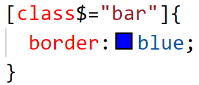 [class$="bar"]{
border: blue;
}